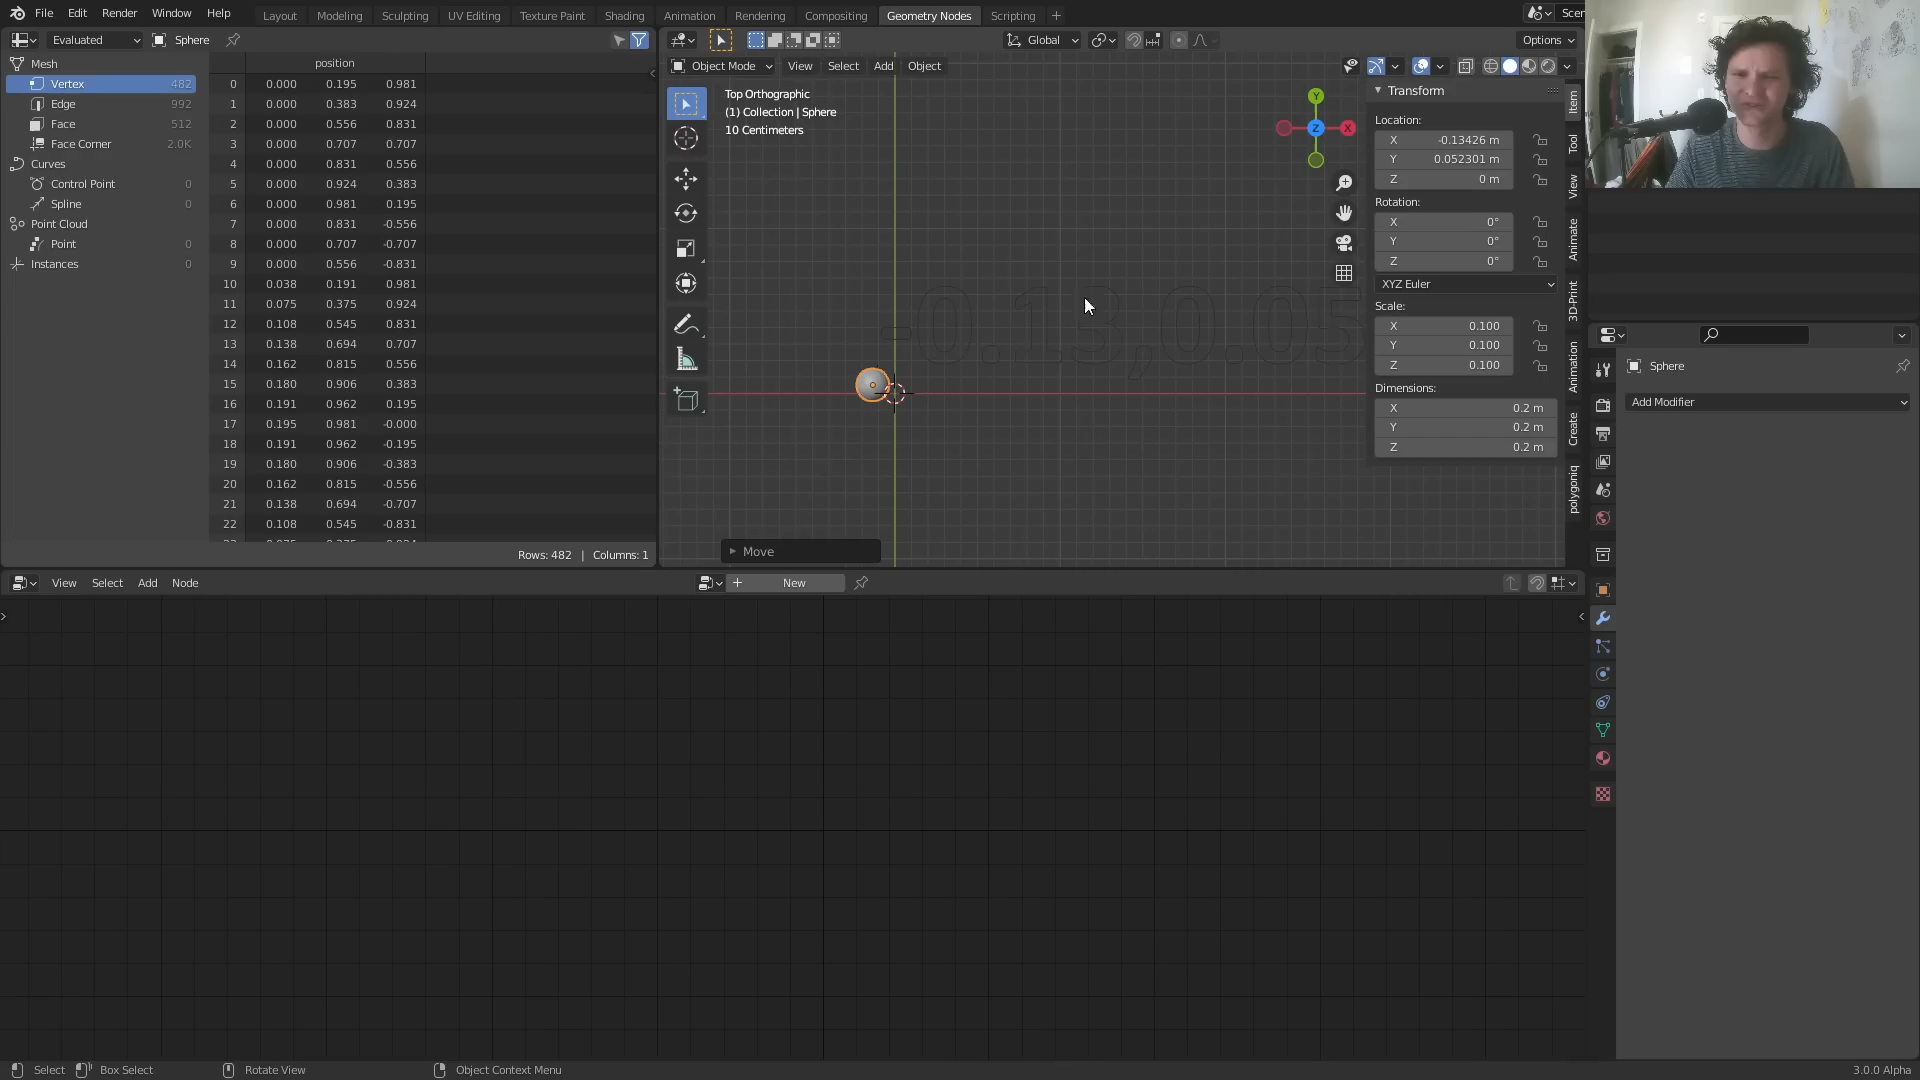 File Edit Render Window Help Layout Modeling Sculpting UV Editing Texture Paint Shading Animation Rendering Compositing Geometry Nodes Scripting + Scen
Evaluated Sphere
Global Options
position
Object Mode View Select Add Object
Mesh
Vertex 482
Edge 992
Face 512
Face Corner 2.0K
Curves
Control Point 0
Spline 0
Point Cloud
Point 0
Instances 0
0 0.000 0.195 0.981
1 0.000 0.383 0.924
2 0.000 0.556 0.831
3 0.000 0.707 0.707
4 0.000 0.831 0.556
5 0.000 0.924 0.383
6 0.000 0.981 0.195
7 0.000 0.831 -0.556
8 0.000 0.707 -0.707
9 0.000 0.556 -0.831
10 0.038 0.191 0.981
11 0.075 0.375 0.924
12 0.108 0.545 0.831
13 0.138 0.694 0.707
14 0.162 0.815 0.556
15 0.180 0.906 0.383
16 0.191 0.962 0.195
17 0.195 0.981 -0.000
18 0.191 0.962 -0.195
19 0.180 0.906 -0.383
20 0.162 0.815 -0.556
21 0.138 0.694 -0.707
22 0.108 0.545 -0.831
Rows: 482 | Columns: 1
Top Orthographic
(1) Collection | Sphere
10 Centimeters
Y
Z
X
-0.13,0.05
Move
Transform
Location:
X -0.13426 m
Y 0.052301 m
Z 0 m
Rotation:
X 0°
Y 0°
Z 0°
XYZ Euler
Scale:
X 0.100
Y 0.100
Z 0.100
Dimensions:
X 0.2 m
Y 0.2 m
Z 0.2 m
Item
Tool
View
Animate
3D-Print
Animation
Create
polygoniq
Sphere
Add Modifier
View Select Add Node + New
Select Box Select Rotate View Object Context Menu 3.0.0 Alpha